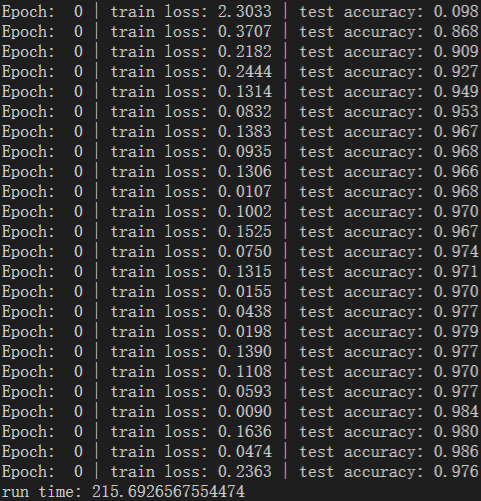 Epoch:  0 | train loss: 2.3033 | test accuracy: 0.098
Epoch:  0 | train loss: 0.3707 | test accuracy: 0.868
Epoch:  0 | train loss: 0.2182 | test accuracy: 0.909
Epoch:  0 | train loss: 0.2444 | test accuracy: 0.927
Epoch:  0 | train loss: 0.1314 | test accuracy: 0.949
Epoch:  0 | train loss: 0.0832 | test accuracy: 0.953
Epoch:  0 | train loss: 0.1383 | test accuracy: 0.967
Epoch:  0 | train loss: 0.0935 | test accuracy: 0.968
Epoch:  0 | train loss: 0.1306 | test accuracy: 0.966
Epoch:  0 | train loss: 0.0107 | test accuracy: 0.968
Epoch:  0 | train loss: 0.1002 | test accuracy: 0.970
Epoch:  0 | train loss: 0.1525 | test accuracy: 0.967
Epoch:  0 | train loss: 0.0750 | test accuracy: 0.974
Epoch:  0 | train loss: 0.1315 | test accuracy: 0.971
Epoch:  0 | train loss: 0.0155 | test accuracy: 0.970
Epoch:  0 | train loss: 0.0438 | test accuracy: 0.977
Epoch:  0 | train loss: 0.0198 | test accuracy: 0.979
Epoch:  0 | train loss: 0.1390 | test accuracy: 0.977
Epoch:  0 | train loss: 0.1108 | test accuracy: 0.970
Epoch:  0 | train loss: 0.0593 | test accuracy: 0.977
Epoch:  0 | train loss: 0.0090 | test accuracy: 0.984
Epoch:  0 | train loss: 0.1636 | test accuracy: 0.980
Epoch:  0 | train loss: 0.0474 | test accuracy: 0.986
Epoch:  0 | train loss: 0.2363 | test accuracy: 0.976
run time: 215.6926567554474